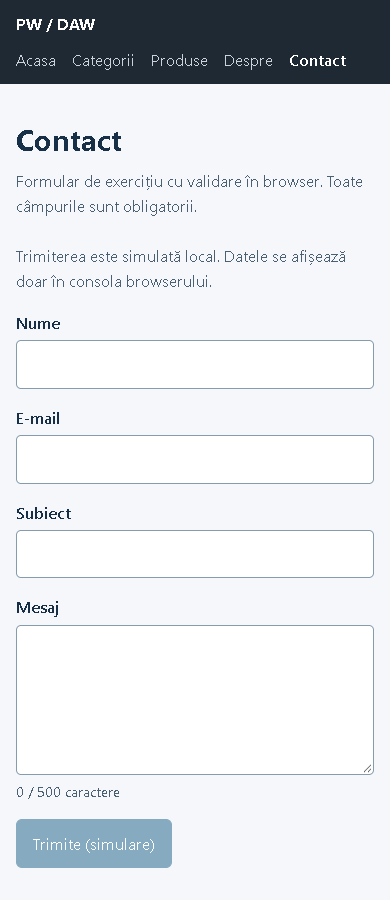 PW / DAW
Acasa Categorii Produse Despre Contact
Contact
Formular de exercițiu cu validare în browser. Toate
câmpurile sunt obligatorii.
Trimiterea este simulată local. Datele se afișează
doar în consola browserului.
Nume
E-mail
Subiect
Mesaj
0 / 500 caractere
Trimite (simulare)